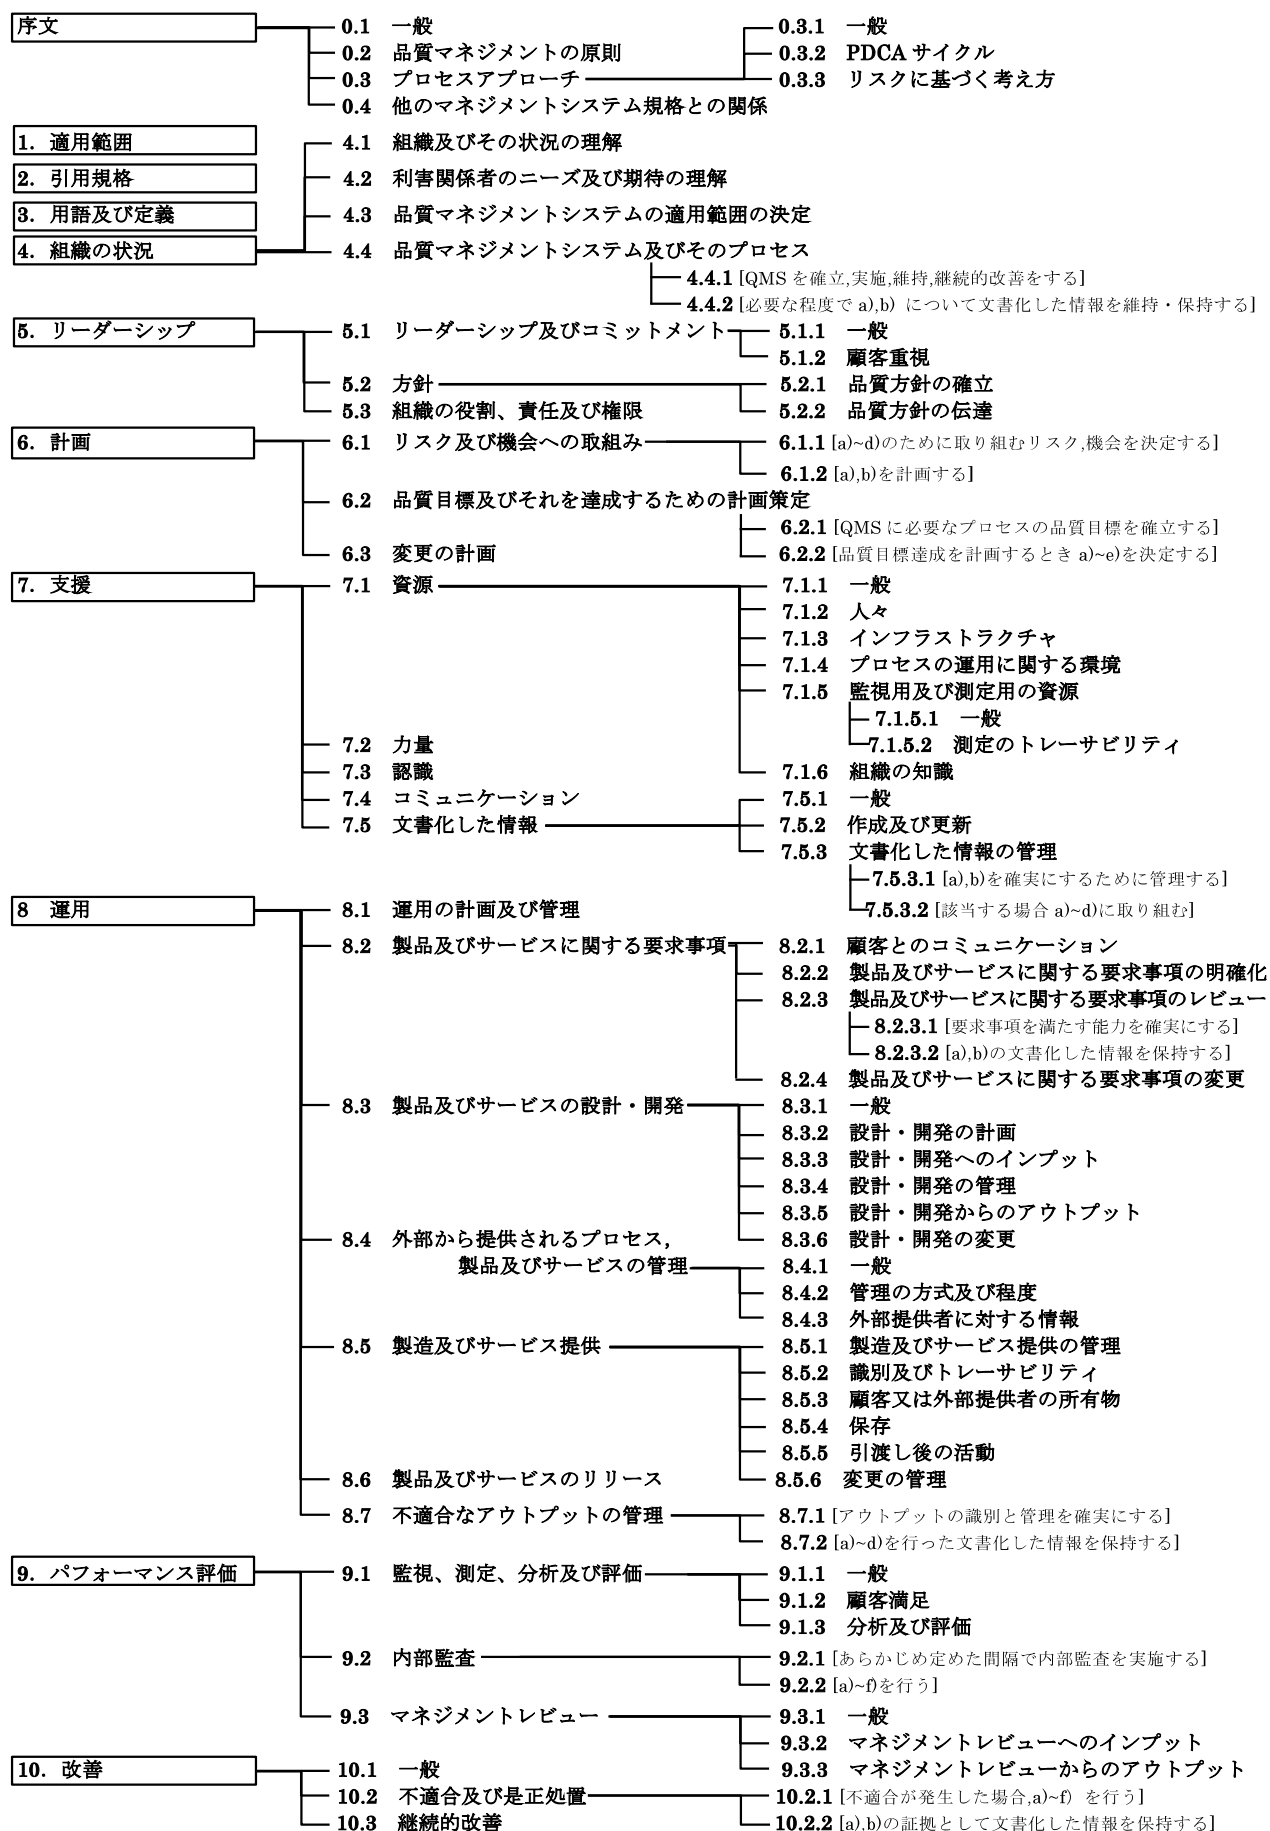 序文
0.1 一般
0.2 品質マネジメントの原則
0.3 プロセスアプローチ
0.3.1 一般
0.3.2 PDCA サイクル
0.3.3 リスクに基づく考え方
0.4 他のマネジメントシステム規格との関係
1. 適用範囲
2. 引用規格
3. 用語及び定義
4. 組織の状況
4.1 組織及びその状況の理解
4.2 利害関係者のニーズ及び期待の理解
4.3 品質マネジメントシステムの適用範囲の決定
4.4 品質マネジメントシステム及びそのプロセス
4.4.1 [QMS を確立,実施,維持,継続的改善をする]
4.4.2 [必要な程度で a),b) について文書化した情報を維持・保持する]
5. リーダーシップ
5.1 リーダーシップ及びコミットメント
5.1.1 一般
5.1.2 顧客重視
5.2 方針
5.2.1 品質方針の確立
5.2.2 品質方針の伝達
5.3 組織の役割、責任及び権限
6. 計画
6.1 リスク及び機会への取組み
6.1.1 [a)~d)のために取り組むリスク,機会を決定する]
6.1.2 [a),b)を計画する]
6.2 品質目標及びそれを達成するための計画策定
6.2.1 [QMS に必要なプロセスの品質目標を確立する]
6.2.2 [品質目標達成を計画するとき a)~e)を決定する]
6.3 変更の計画
7. 支援
7.1 資源
7.1.1 一般
7.1.2 人々
7.1.3 インフラストラクチャ
7.1.4 プロセスの運用に関する環境
7.1.5 監視用及び測定用の資源
7.1.5.1 一般
7.1.5.2 測定のトレーサビリティ
7.1.6 組織の知識
7.2 力量
7.3 認識
7.4 コミュニケーション
7.5 文書化した情報
7.5.1 一般
7.5.2 作成及び更新
7.5.3 文書化した情報の管理
7.5.3.1 [a),b)を確実にするために管理する]
7.5.3.2 [該当する場合 a)~d)に取り組む]
8 運用
8.1 運用の計画及び管理
8.2 製品及びサービスに関する要求事項
8.2.1 顧客とのコミュニケーション
8.2.2 製品及びサービスに関する要求事項の明確化
8.2.3 製品及びサービスに関する要求事項のレビュー
8.2.3.1 [要求事項を満たす能力を確実にする]
8.2.3.2 [a),b)の文書化した情報を保持する]
8.2.4 製品及びサービスに関する要求事項の変更
8.3 製品及びサービスの設計・開発
8.3.1 一般
8.3.2 設計・開発の計画
8.3.3 設計・開発へのインプット
8.3.4 設計・開発の管理
8.3.5 設計・開発からのアウトプット
8.3.6 設計・開発の変更
8.4 外部から提供されるプロセス,
製品及びサービスの管理
8.4.1 一般
8.4.2 管理の方式及び程度
8.4.3 外部提供者に対する情報
8.5 製造及びサービス提供
8.5.1 製造及びサービス提供の管理
8.5.2 識別及びトレーサビリティ
8.5.3 顧客又は外部提供者の所有物
8.5.4 保存
8.5.5 引渡し後の活動
8.5.6 変更の管理
8.6 製品及びサービスのリリース
8.7 不適合なアウトプットの管理
8.7.1 [アウトプットの識別と管理を確実にする]
8.7.2 [a)~d)を行った文書化した情報を保持する]
9. パフォーマンス評価
9.1 監視、測定、分析及び評価
9.1.1 一般
9.1.2 顧客満足
9.1.3 分析及び評価
9.2 内部監査
9.2.1 [あらかじめ定めた間隔で内部監査を実施する]
9.2.2 [a)~f)を行う]
9.3 マネジメントレビュー
9.3.1 一般
9.3.2 マネジメントレビューへのインプット
9.3.3 マネジメントレビューからのアウトプット
10. 改善
10.1 一般
10.2 不適合及び是正処置
10.2.1 [不適合が発生した場合,a)~f) を行う]
10.2.2 [a),b)の証拠として文書化した情報を保持する]
10.3 継続的改善